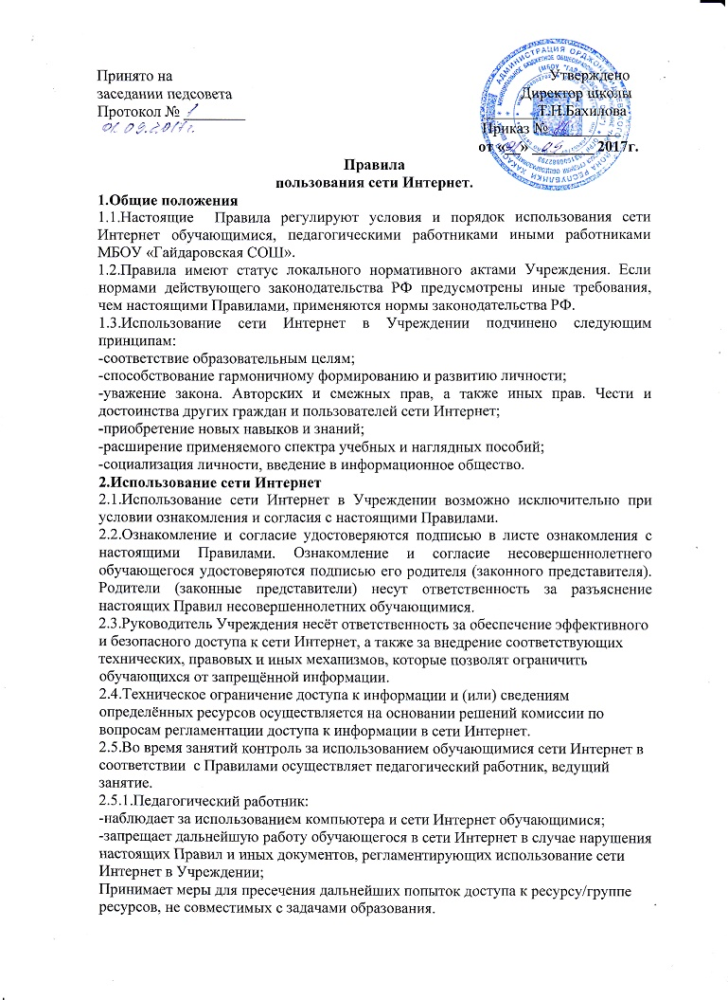 Принято на
заседании педсовета
Протокол № 1
01.09.2017г.
Утверждено
Директор школы
Т.Н.Бахилова
Приказ №
от « » 09 2017г.
Правила
пользования сети Интернет.
1.Общие положения
1.1.Настоящие Правила регулируют условия и порядок использования сети
Интернет обучающимися, педагогическими работниками иными работниками
МБОУ «Гайдаровская СОШ».
1.2.Правила имеют статус локального нормативного актами Учреждения. Если
нормами действующего законодательства РФ предусмотрены иные требования,
чем настоящими Правилами, применяются нормы законодательства РФ.
1.3.Использование сети Интернет в Учреждении подчинено следующим
принципам:
-соответствие образовательным целям;
-способствование гармоничному формированию и развитию личности;
-уважение закона. Авторских и смежных прав, а также иных прав. Чести и
достоинства других граждан и пользователей сети Интернет;
-приобретение новых навыков и знаний;
-расширение применяемого спектра учебных и наглядных пособий;
-социализация личности, введение в информационное общество.
2.Использование сети Интернет
2.1.Использование сети Интернет в Учреждении возможно исключительно при
условии ознакомления и согласия с настоящими Правилами.
2.2.Ознакомление и согласие удостоверяются подписью в листе ознакомления с
настоящими Правилами. Ознакомление и согласие несовершеннолетнего
обучающегося удостоверяются подписью его родителя (законного представителя).
Родители (законные представители) несут ответственность за разъяснение
настоящих Правил несовершеннолетних обучающимися.
2.3.Руководитель Учреждения несёт ответственность за обеспечение эффективного
и безопасного доступа к сети Интернет, а также за внедрение соответствующих
технических, правовых и иных механизмов, которые позволят ограничить
обучающихся от запрещённой информации.
2.4.Техническое ограничение доступа к информации и (или) сведениям
определённых ресурсов осуществляется на основании решений комиссии по
вопросам регламентации доступа к информации в сети Интернет.
2.5.Во время занятий контроль за использованием обучающимися сети Интернет в
соответствии с Правилами осуществляет педагогический работник, ведущий
занятие.
2.5.1.Педагогический работник:
-наблюдает за использованием компьютера и сети Интернет обучающимися;
-запрещает дальнейшую работу обучающегося в сети Интернет в случае нарушения
настоящих Правил и иных документов, регламентирующих использование сети
Интернет в Учреждении;
Принимает меры для пресечения дальнейших попыток доступа к ресурсу/группе
ресурсов, не совместимых с задачами образования.